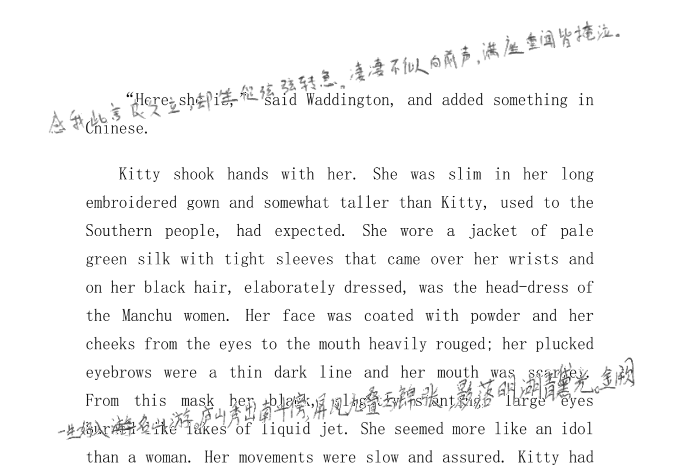 感我此言良久立,却坐促弦弦转急。凄凄不似向前声,满座重闻皆掩泣。
“Here she is,” said Waddington, and added something in
Chinese.
Kitty shook hands with her. She was slim in her long
embroidered gown and somewhat taller than Kitty, used to the
Southern people, had expected. She wore a jacket of pale
green silk with tight sleeves that came over her wrists and
on her black hair, elaborately dressed, was the head-dress of
the Manchu women. Her face was coated with powder and her
cheeks from the eyes to the mouth heavily rouged; her plucked
eyebrows were a thin dark line and her mouth was scarlet.
From this mask her black, slightly slanting, large eyes
一生好入名山游。庐山秀出南斗傍,屏风九叠云锦张,影落明湖青黛光。金阙
burned like lakes of liquid jet. She seemed more like an idol
than a woman. Her movements were slow and assured. Kitty had